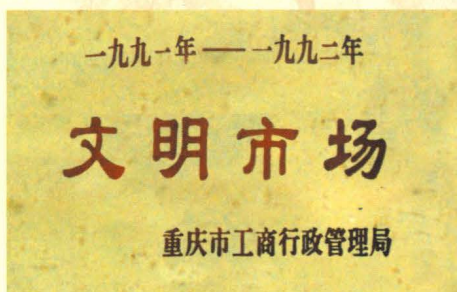 一九九一年——一九九二年
文明市场
重庆市工商行政管理局